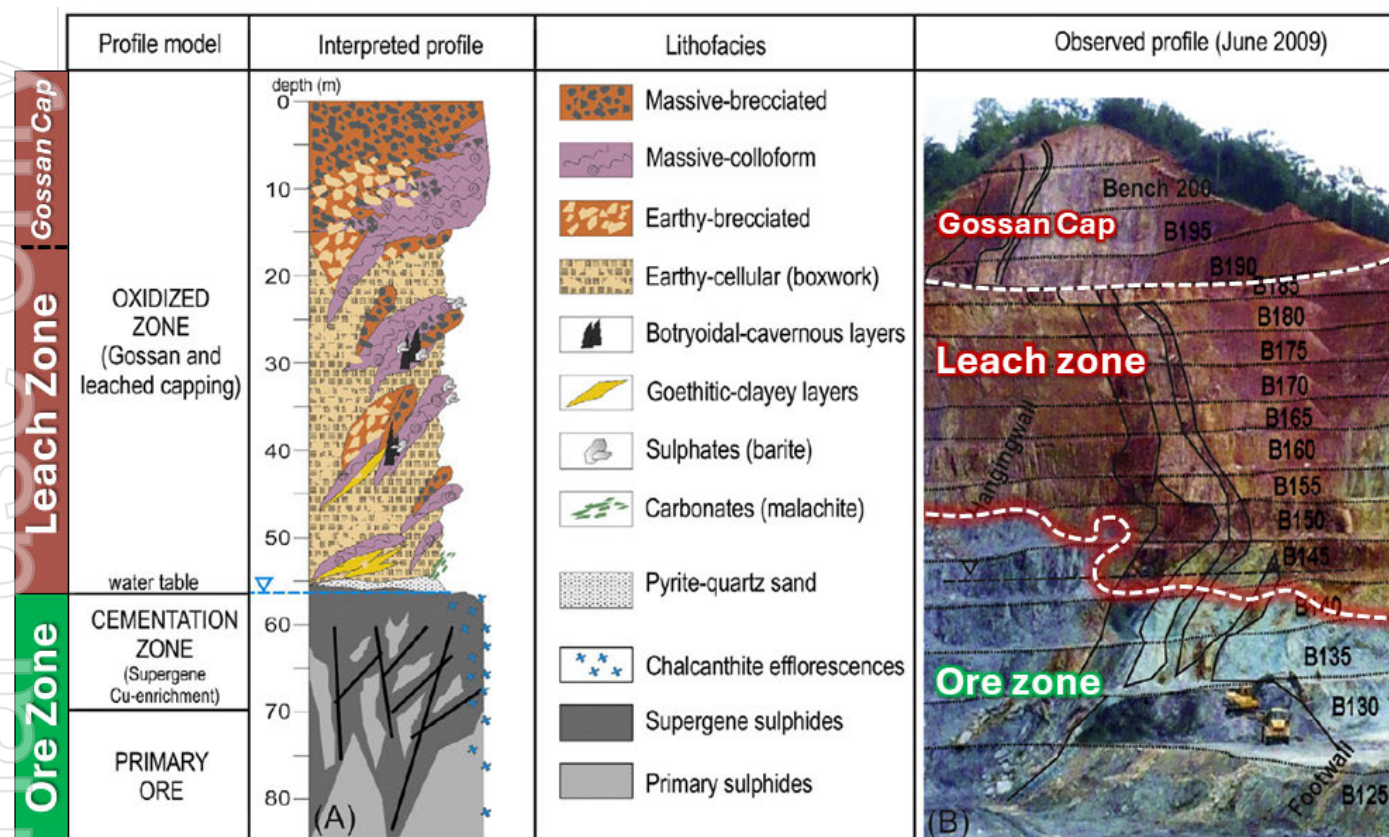 Profile model
Interpreted profile
Lithofacies
Observed profile (June 2009)
Gossan Cap
Leach Zone
Ore Zone
OXIDIZED
ZONE
(Gossan and
leached capping)
water table
CEMENTATION
ZONE
(Supergene
Cu-enrichment)
PRIMARY
ORE
depth (m)
0
10
20
30
40
50
60
70
80
(A)
Massive-brecciated
Massive-colloform
Earthy-brecciated
Earthy-cellular (boxwork)
Botryoidal-cavernous layers
Goethitic-clayey layers
Sulphates (barite)
Carbonates (malachite)
Pyrite-quartz sand
Chalcanthite efflorescences
Supergene sulphides
Primary sulphides
Bench 200
Gossan Cap
B195
B190
B185
B180
Leach zone
B175
B170
B165
B160
B155
B150
B145
B140
B135
Ore zone
B130
Footwall
B125
(B)